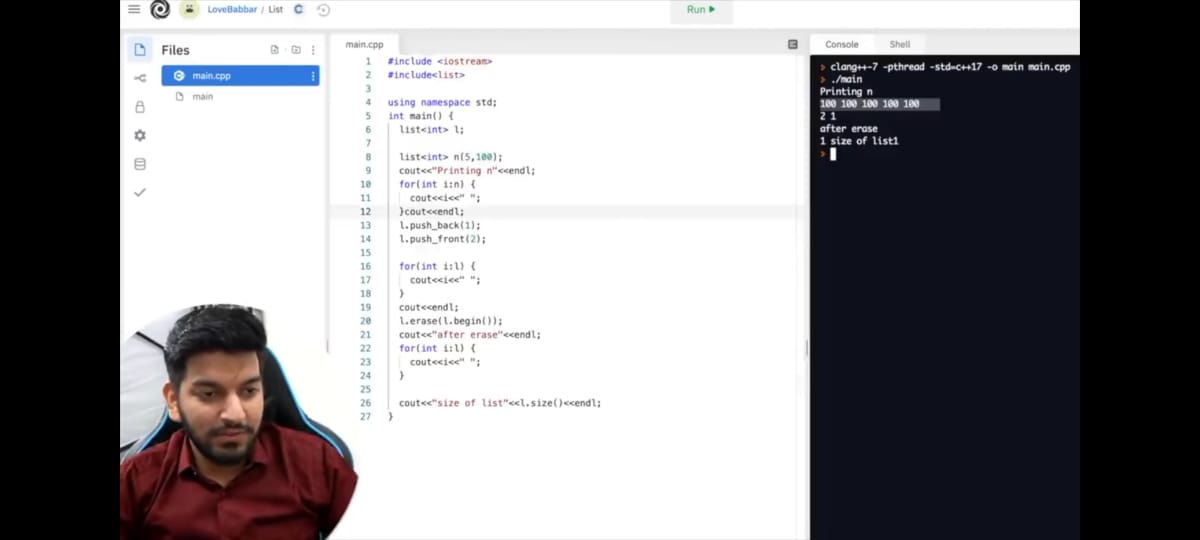 LoveBabbar / List
Run
Files
main.cpp
main
main.cpp
1 #include <iostream>
2 #include<list>
3
4 using namespace std;
5 int main() {
6 list<int> l;
7
8 list<int> n(5,100);
9 cout<<"Printing n"<<endl;
10 for(int i:n) {
11 cout<<i<<" ";
12 }cout<<endl;
13 l.push_back(1);
14 l.push_front(2);
15
16 for(int i:l) {
17 cout<<i<<" ";
18 }
19 cout<<endl;
20 l.erase(l.begin());
21 cout<<"after erase"<<endl;
22 for(int i:l) {
23 cout<<i<<" ";
24 }
25
26 cout<<"size of list"<<l.size()<<endl;
27 }
Console Shell
> clang++-7 -pthread -std=c++17 -o main main.cpp
> ./main
Printing n
100 100 100 100 100
2 1
after erase
1 size of list1
>